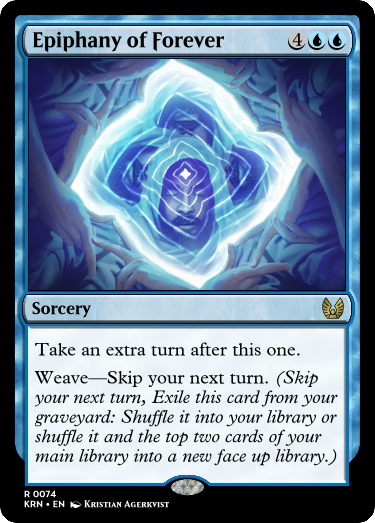 Epiphany of Forever 4
Sorcery
Take an extra turn after this one.
Weave—Skip your next turn. (Skip
your next turn, Exile this card from your
graveyard: Shuffle it into your library or
shuffle it and the top two cards of your
main library into a new face up library.)
R 0074
KRN • EN Kristian Agerkvist